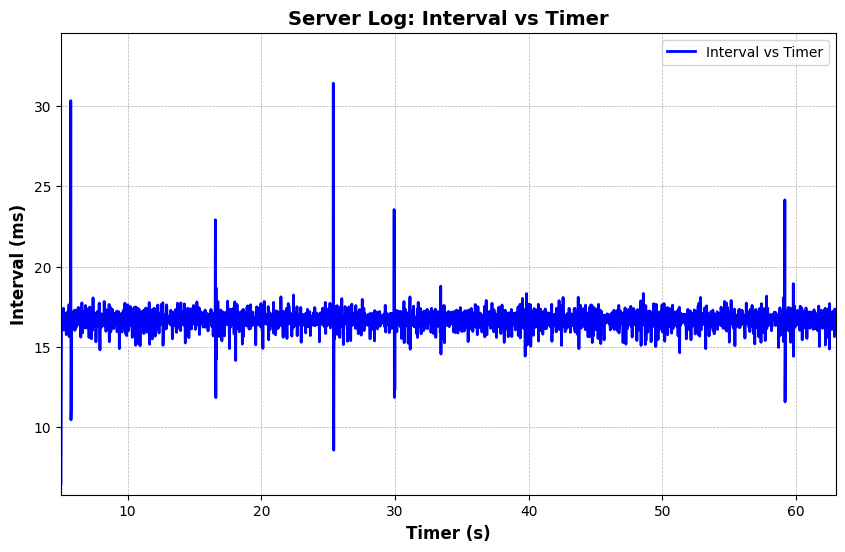 Server Log: Interval vs Timer
Interval vs Timer
30
25
20
15
10
Interval (ms)
10 20 30 40 50 60
Timer (s)